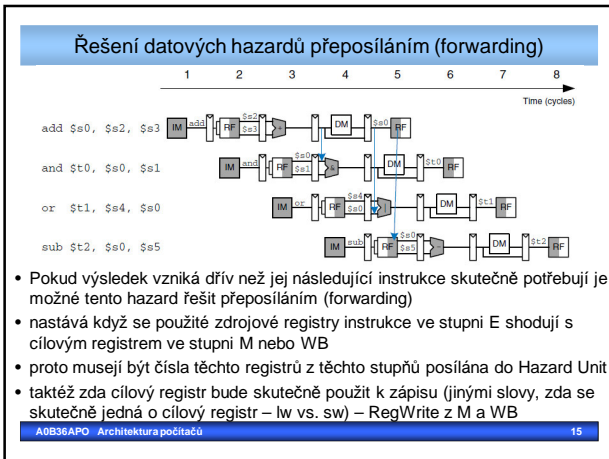 Řešení datových hazardů přeposíláním (forwarding)
1 2 3 4 5 6 7 8
Time (cycles)
add $s0, $s2, $s3 IM add RF $s2 $s3 + DM $s0 RF
and $t0, $s0, $s1 IM and RF $s0 $s1 & DM $t0 RF
or $t1, $s4, $s0 IM or RF $s4 $s0 | DM $t1 RF
sub $t2, $s0, $s5 IM sub RF $s0 $s5 - DM $t2 RF
• Pokud výsledek vzniká dřív než jej následující instrukce skutečně potřebují je
možné tento hazard řešit přeposíláním (forwarding)
• nastává když se použité zdrojové registry instrukce ve stupni E shodují s
cílovým registrem ve stupni M nebo WB
• proto musejí být čísla těchto registrů z těchto stupňů posílána do Hazard Unit
• taktéž zda cílový registr bude skutečně použit k zápisu (jinými slovy, zda se
skutečně jedná o cílový registr – lw vs. sw) – RegWrite z M a WB
A0B36APO Architektura počítačů 15